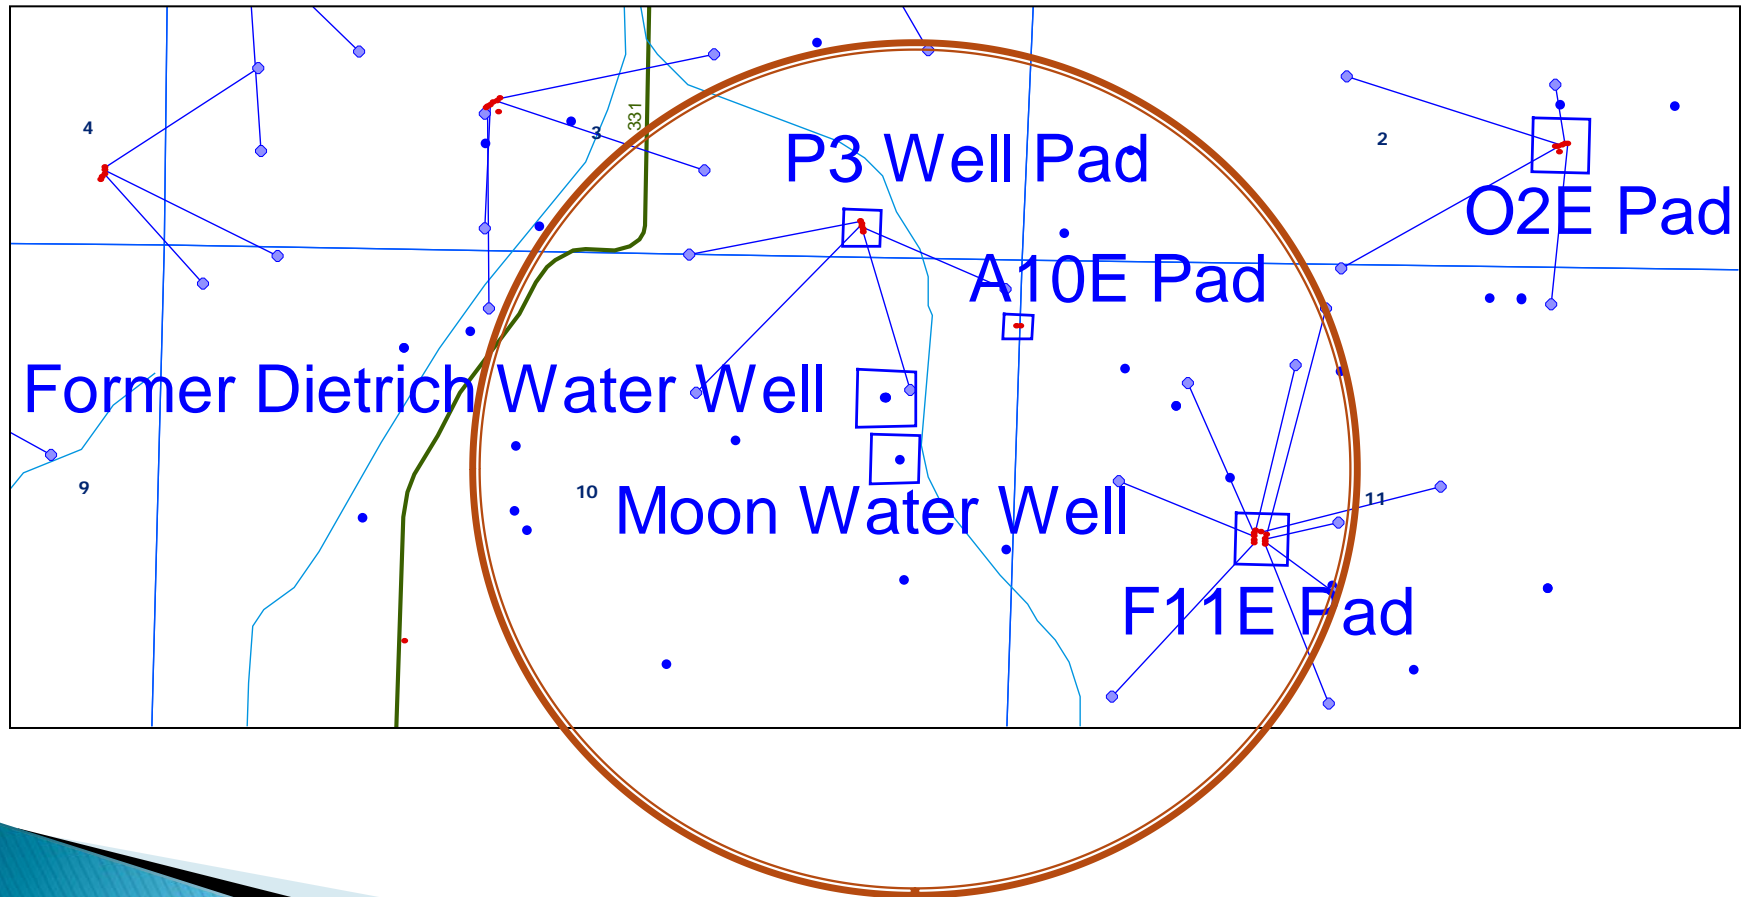 331
4
3
2
P3 Well Pad
O2E Pad
A10E Pad
Former Dietrich Water Well
9
10
11
Moon Water Well
F11E Pad